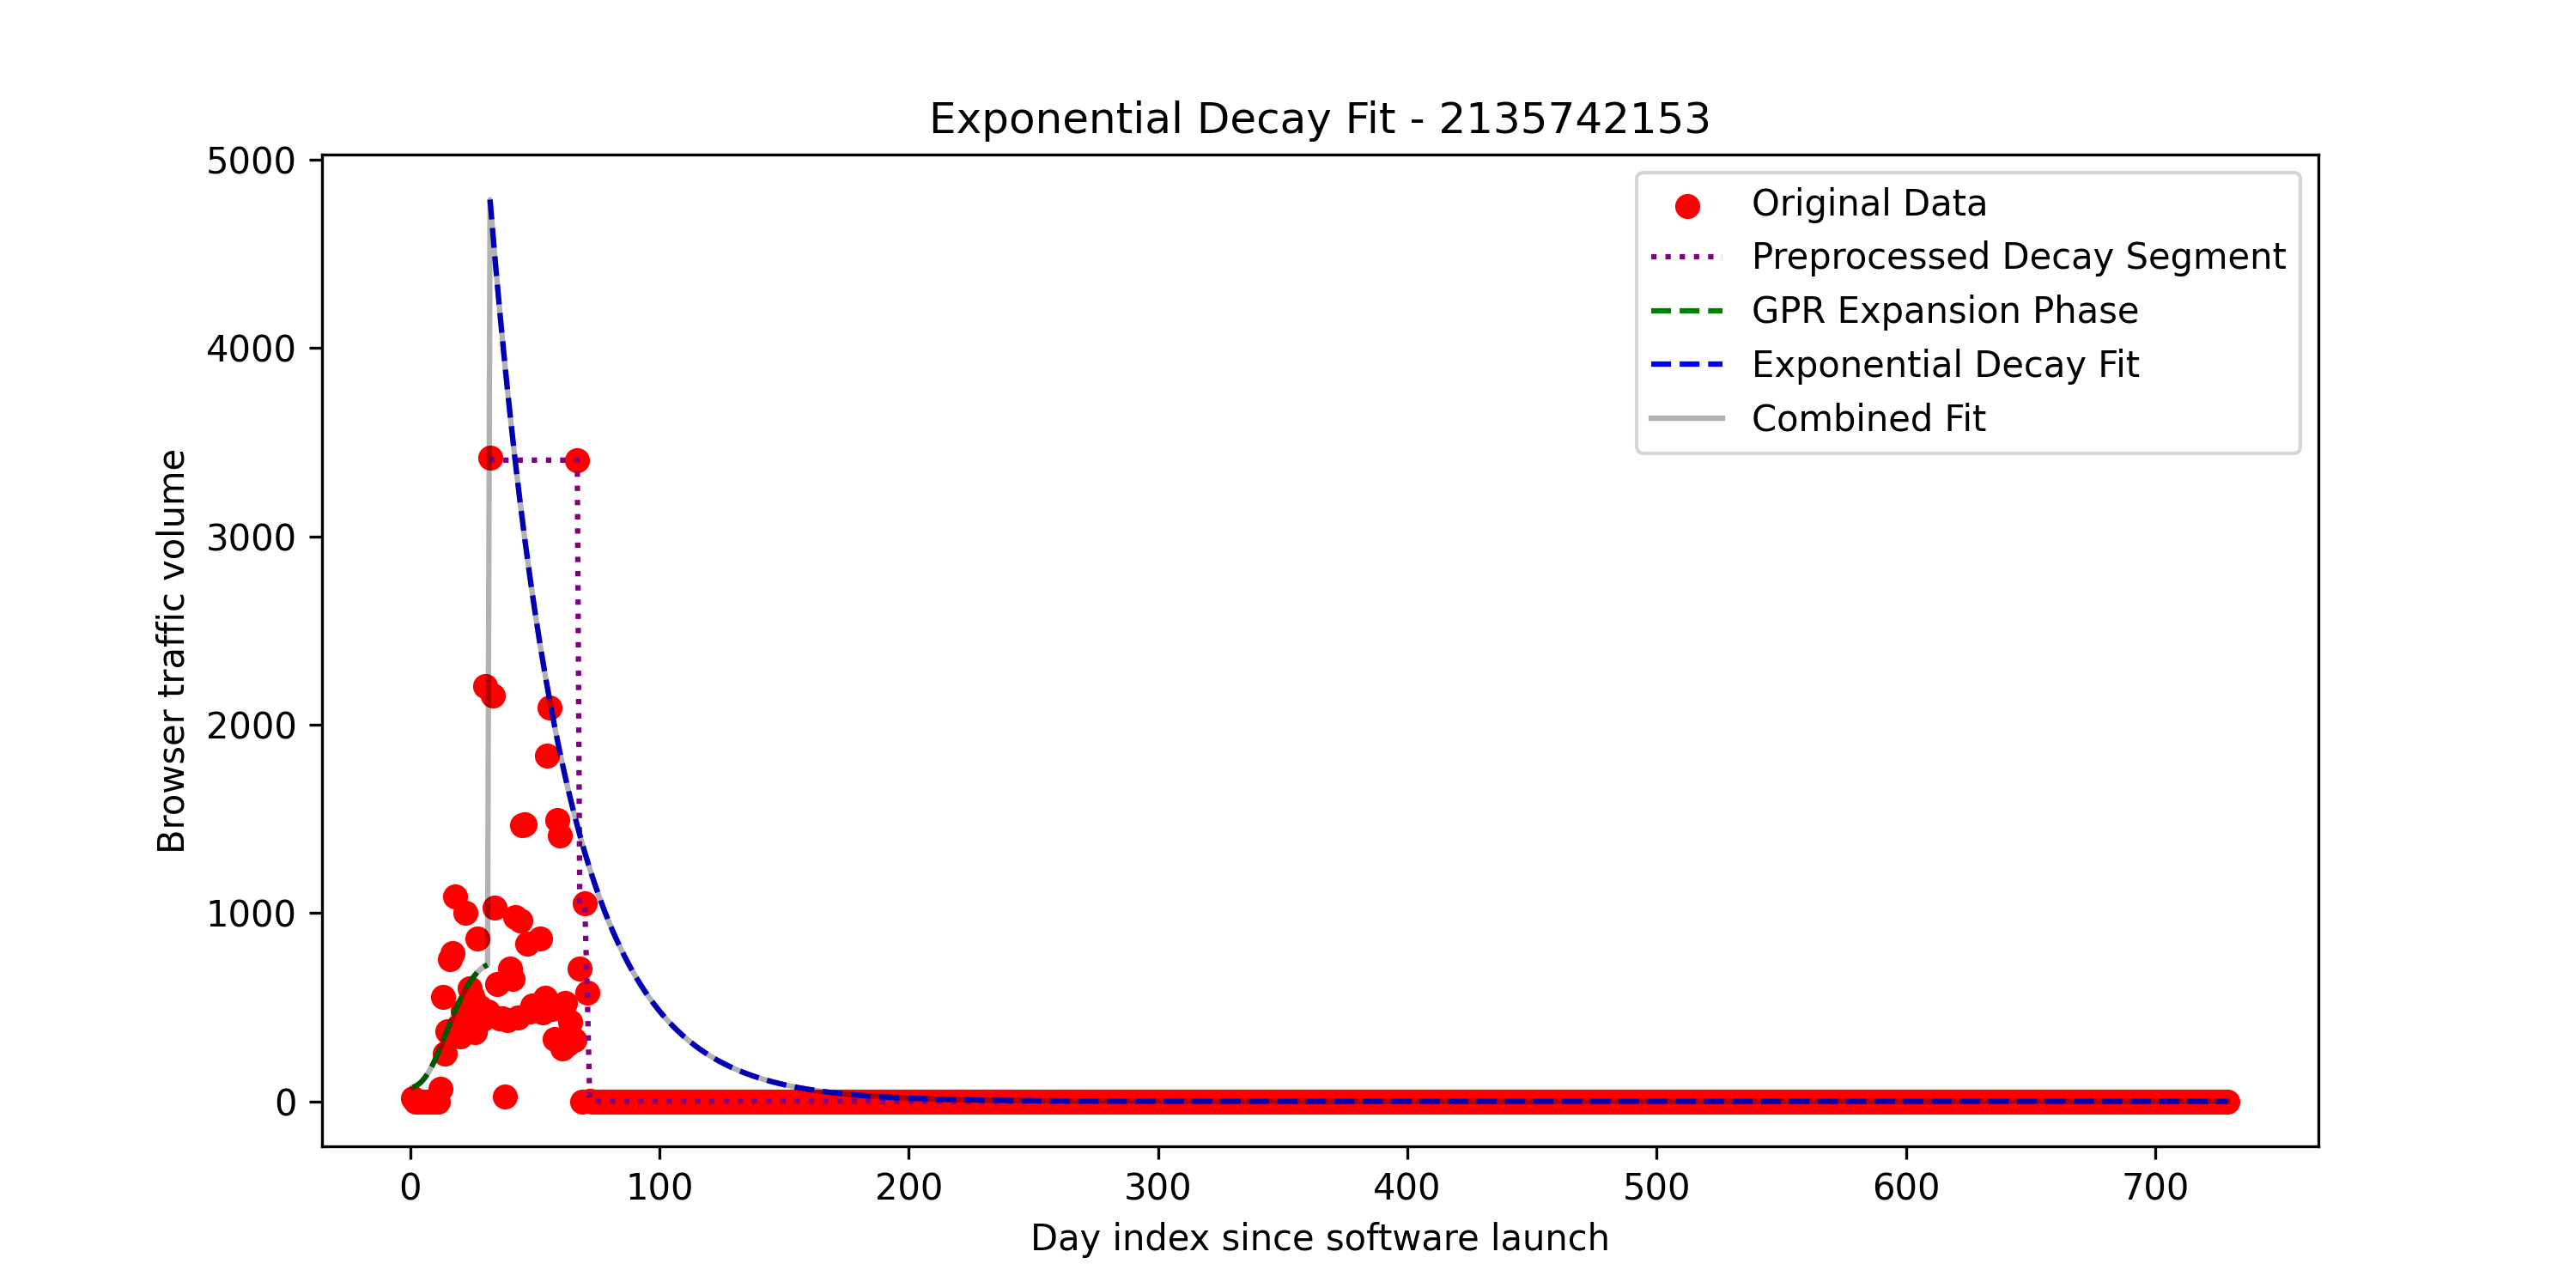 Exponential Decay Fit - 2135742153
5000
4000
3000
2000
1000
0
Browser traffic volume
Original Data
Preprocessed Decay Segment
GPR Expansion Phase
Exponential Decay Fit
Combined Fit
0 100 200 300 400 500 600 700
Day index since software launch